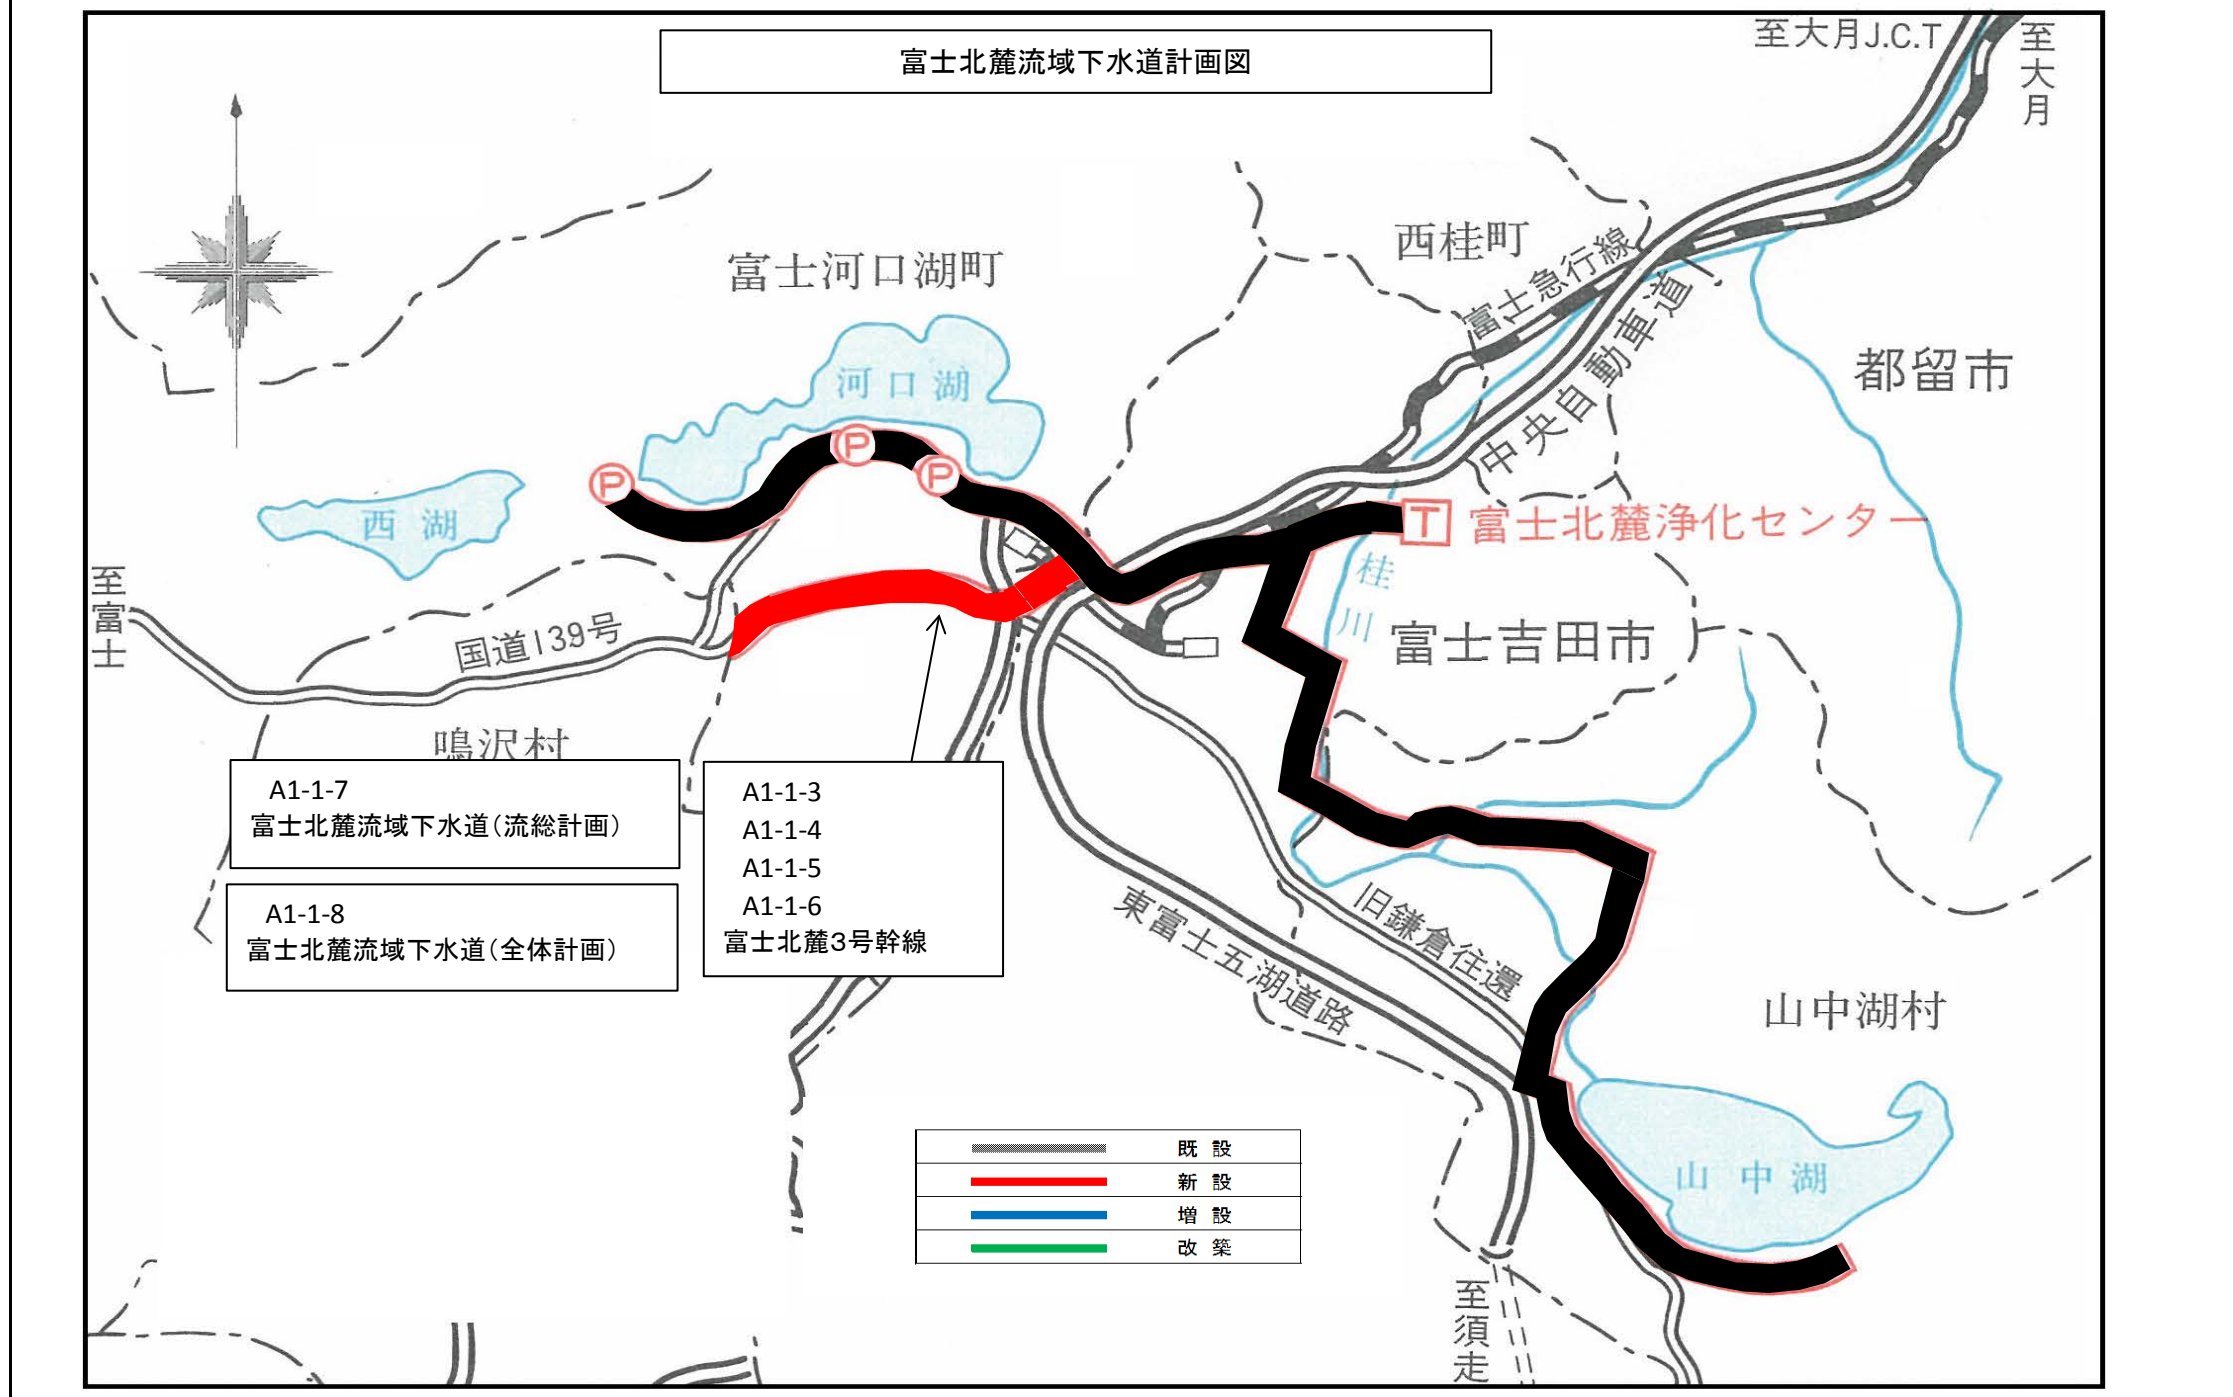 富士北麓流域下水道計画図
至大月J.C.T
至大月
西桂町
富士急行線
富士河口湖町
中央自動車道
都留市
河口湖
P
P
P
西湖
T 富士北麓浄化センター
桂川
至富士
国道139号
富士吉田市
鳴沢村
A1-1-7
富士北麓流域下水道(流総計画)
A1-1-8
富士北麓流域下水道(全体計画)
A1-1-3
A1-1-4
A1-1-5
A1-1-6
富士北麓3号幹線
東富士五湖道路
旧鎌倉往還
山中湖村
山中湖
既設
新設
増設
改築
至須走